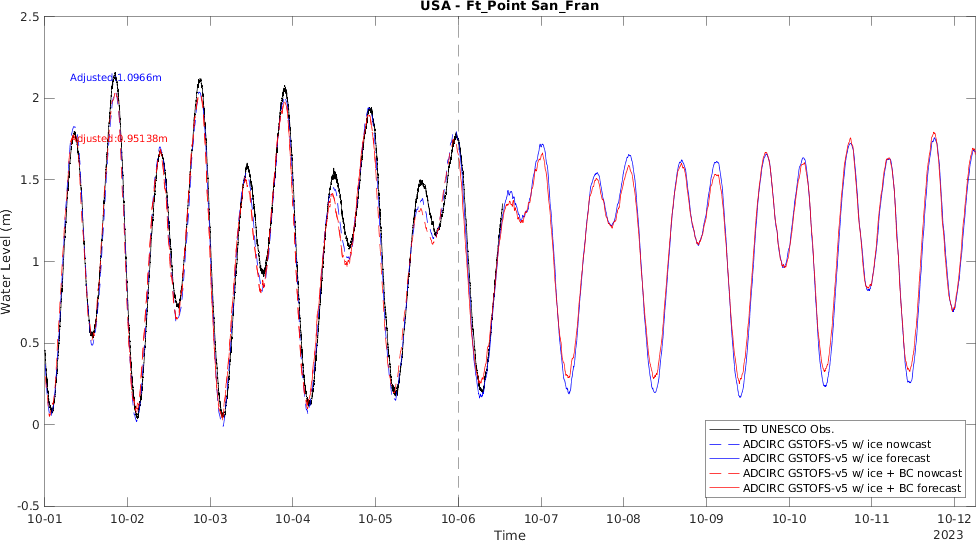 USA - Ft_Point San_Fran
2.5
2
1.5
1
0.5
0
-0.5
Water Level (m)
Adjusted:1.0966m
Adjusted:0.95138m
TD UNESCO Obs.
ADCIRC GSTOFS-v5 w/ ice nowcast
ADCIRC GSTOFS-v5 w/ ice forecast
ADCIRC GSTOFS-v5 w/ ice + BC nowcast
ADCIRC GSTOFS-v5 w/ ice + BC forecast
10-01 10-02 10-03 10-04 10-05 10-06 10-07 10-08 10-09 10-10 10-11 10-12
Time 2023